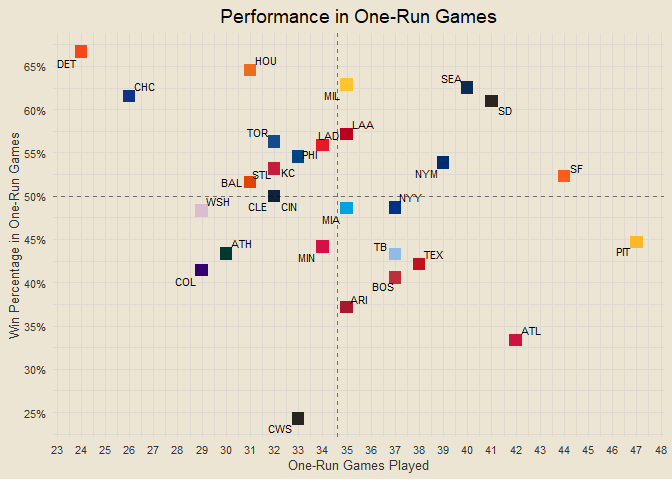 Performance in One-Run Games
Win Percentage in One-Run Games
65%
60%
55%
50%
45%
40%
35%
30%
25%
DET
HOU
CHC
MIL
SEA
SD
TOR
LAD
LAA
PHI
STL
KC
BAL
NYM
SF
WSH
CLE
CIN
NYY
MIA
ATH
MIN
TB
TEX
PIT
COL
BOS
ARI
ATL
CWS
23 24 25 26 27 28 29 30 31 32 33 34 35 36 37 38 39 40 41 42 43 44 45 46 47 48
One-Run Games Played